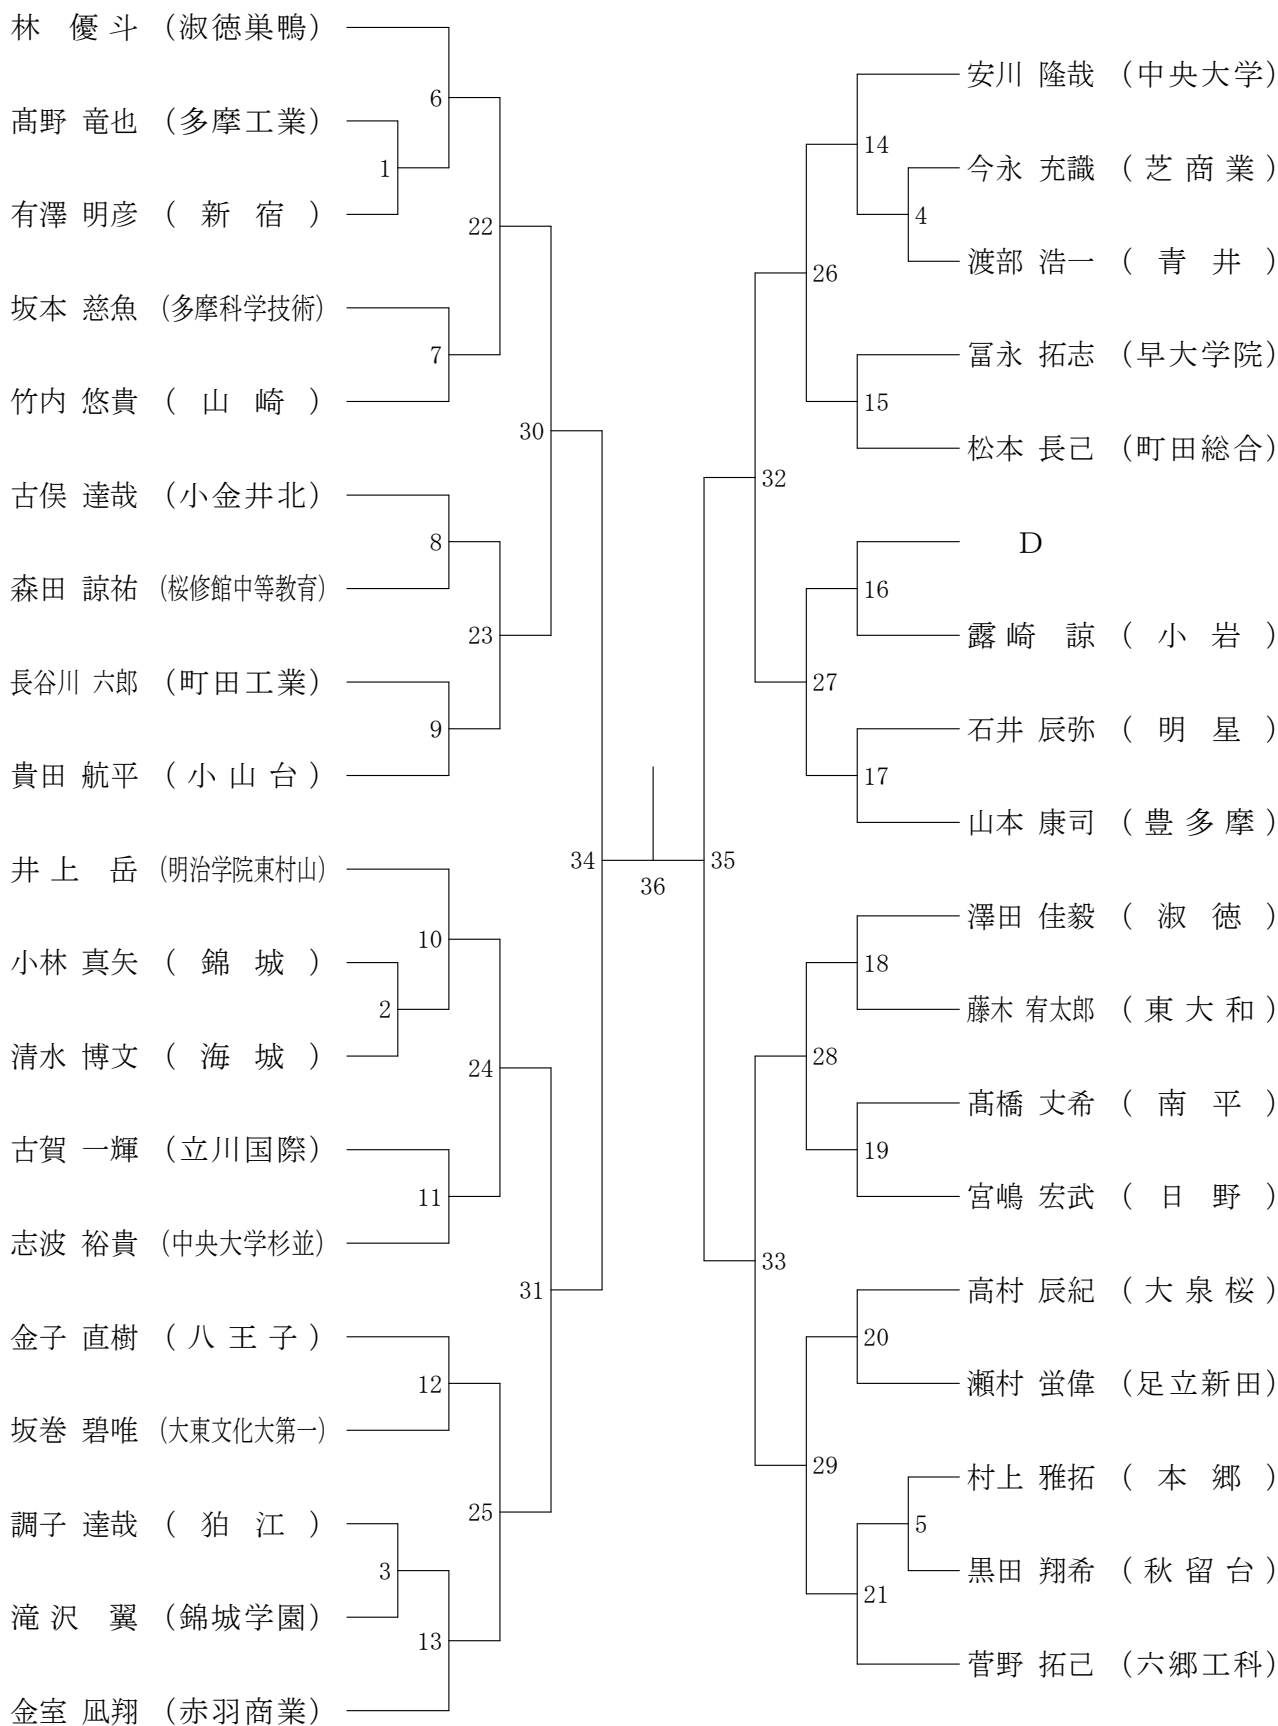 林 優斗 （淑徳巣鴨）
6
髙野 竜也 （多摩工業）
1
有澤 明彦 （新宿）
22
坂本 慈魚 （多摩科学技術）
7
竹内 悠貴 （山崎）
30
古俣 達哉 （小金井北）
8
森田 諒祐 （桜修館中等教育）
23
長谷川 六郎 （町田工業）
9
貴田 航平 （小山台）
34
井上 岳 （明治学院東村山）
10
小林 真矢 （錦城）
2
清水 博文 （海城）
24
古賀 一輝 （立川国際）
11
志波 裕貴 （中央大学杉並）
31
金子 直樹 （八王子）
12
坂巻 碧唯 （大東文化大第一）
25
調子 達哉 （狛江）
3
滝沢 翼 （錦城学園）
13
金室 凪翔 （赤羽商業）
36
安川 隆哉 （中央大学）
14
今永 充識 （芝商業）
4
渡部 浩一 （青井）
26
冨永 拓志 （早大学院）
15
松本 長己 （町田総合）
32
D
16
露崎 諒 （小岩）
27
石井 辰弥 （明星）
17
山本 康司 （豊多摩）
35
澤田 佳毅 （淑徳）
18
藤木 宥太郎 （東大和）
28
髙橋 丈希 （南平）
19
宮嶋 宏武 （日野）
33
高村 辰紀 （大泉桜）
20
瀬村 蛍偉 （足立新田）
29
村上 雅拓 （本郷）
5
黒田 翔希 （秋留台）
21
菅野 拓己 （六郷工科）